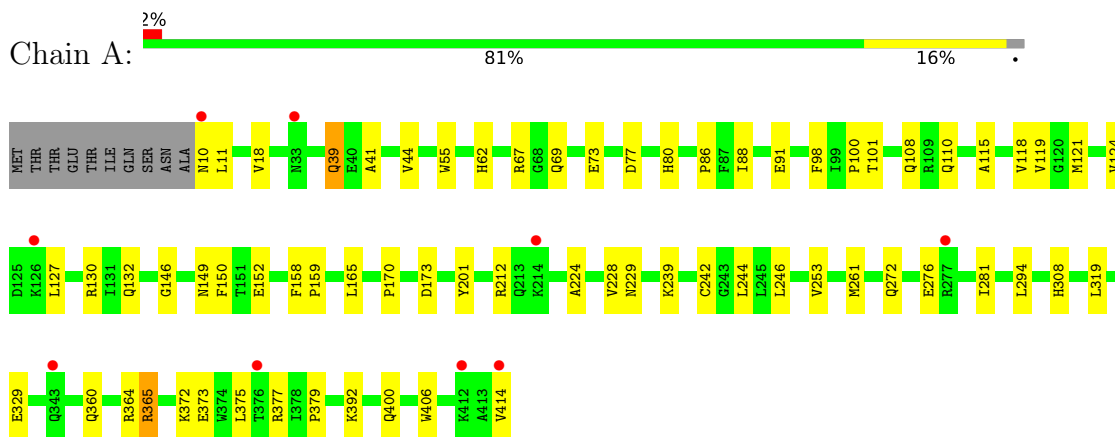 2%
Chain A:
81% 16% •
MET THR THR GLU THR ILE GLN SER ASN ALA N10 L11 V18 N33 Q39 E40 A41 V44 W55 H62 R67 G68 Q69 E73 D77 H80 P86 F87 I88 E91 F98 I99 P100 T101 Q108 R109 Q110 A115 V118 V119 G120 M121 V124
D125 K126 L127 R130 I131 Q132 G146 N149 F150 T151 E152 F158 P159 L165 P170 D173 Y201 R212 Q213 K214 A224 V228 N229 K239 C242 G243 L244 L245 L246 V253 M261 Q272 E276 R277 I281 L294 H308 L319
E329 Q343 Q360 R364 R365 K372 E373 W374 L375 T376 R377 I378 P379 K392 Q400 W406 K412 A413 V414